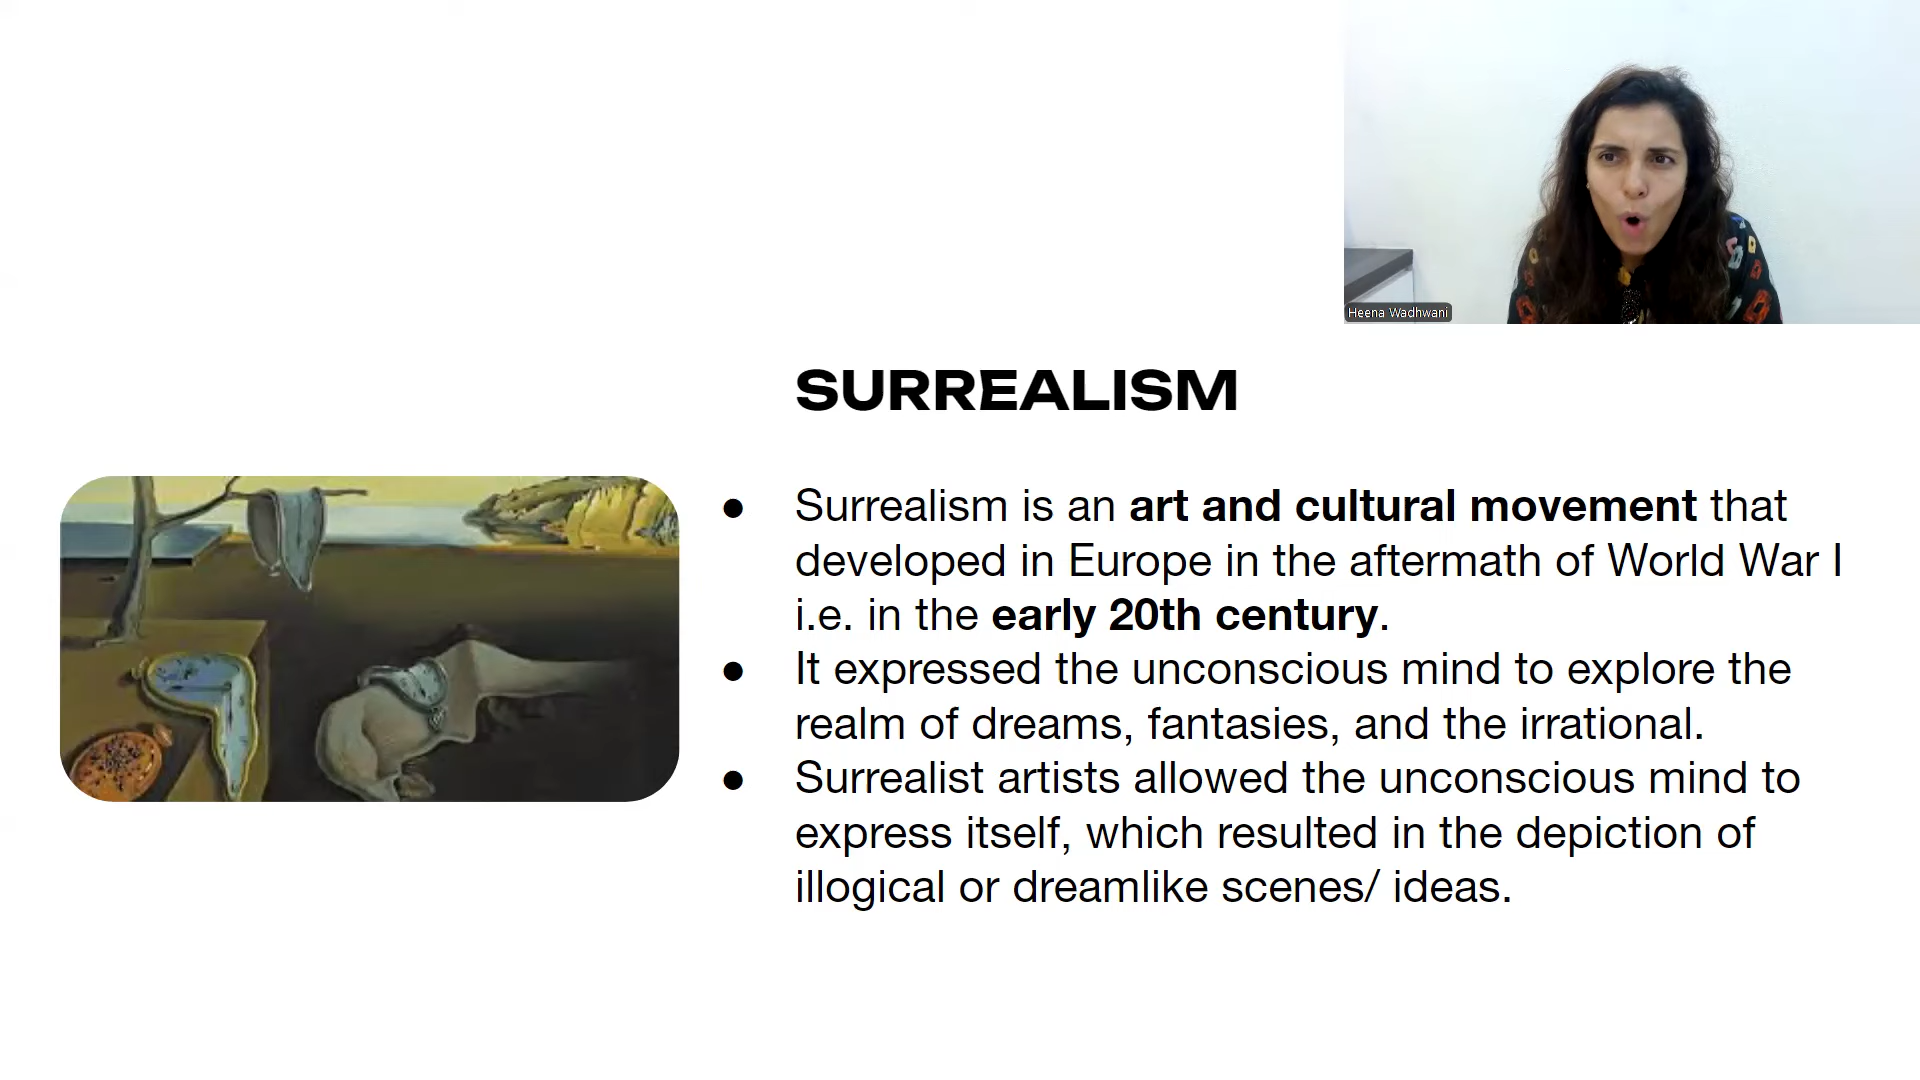 Heena Wadhwani
SURREALISM
● Surrealism is an art and cultural movement that
developed in Europe in the aftermath of World War I
i.e. in the early 20th century.
● It expressed the unconscious mind to explore the
realm of dreams, fantasies, and the irrational.
● Surrealist artists allowed the unconscious mind to
express itself, which resulted in the depiction of
illogical or dreamlike scenes/ ideas.